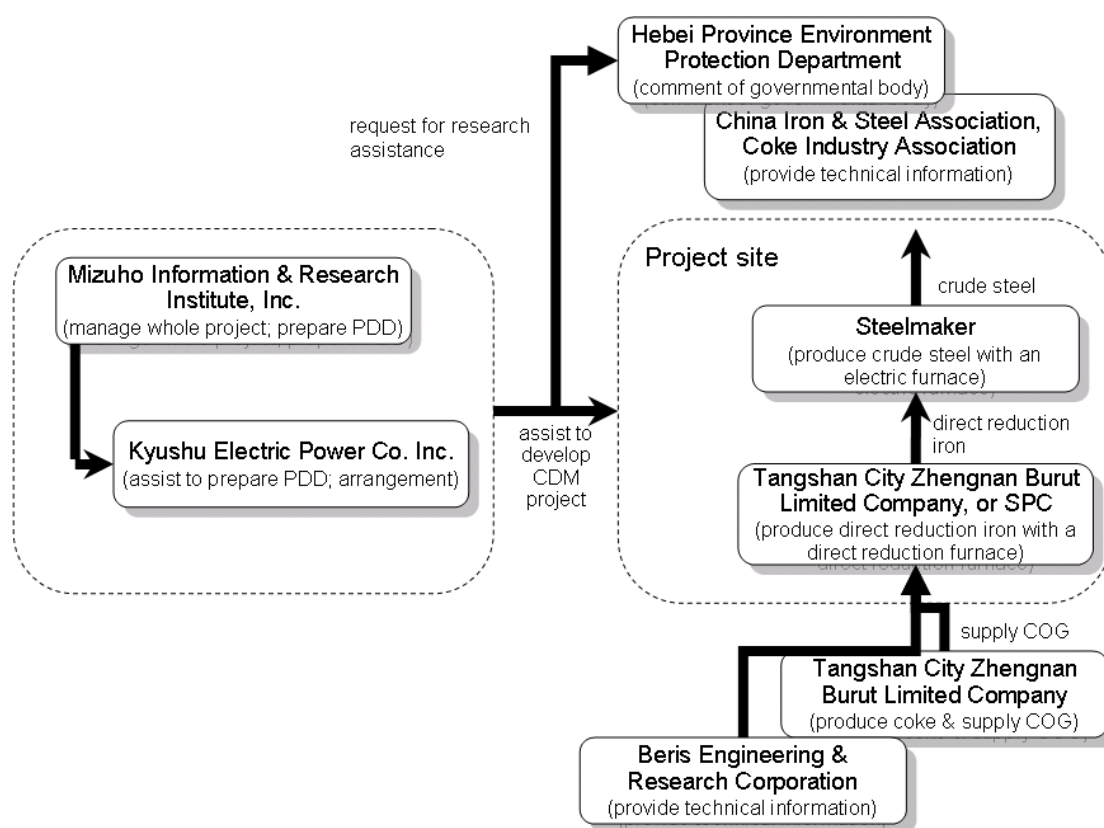 Hebei Province Environment
Protection Department
(comment of governmental body)
China Iron & Steel Association,
Coke Industry Association
(provide technical information)
request for research
assistance
Mizuho Information & Research
Institute, Inc.
(manage whole project; prepare PDD)
Kyushu Electric Power Co. Inc.
(assist to prepare PDD; arrangement)
assist to
develop
CDM
project
Project site
crude steel
Steelmaker
(produce crude steel with an
electric furnace)
direct reduction
iron
Tangshan City Zhengnan Burut
Limited Company, or SPC
(produce direct reduction iron with a
direct reduction furnace)
supply COG
Tangshan City Zhengnan
Burut Limited Company
(produce coke & supply COG)
Beris Engineering &
Research Corporation
(provide technical information)